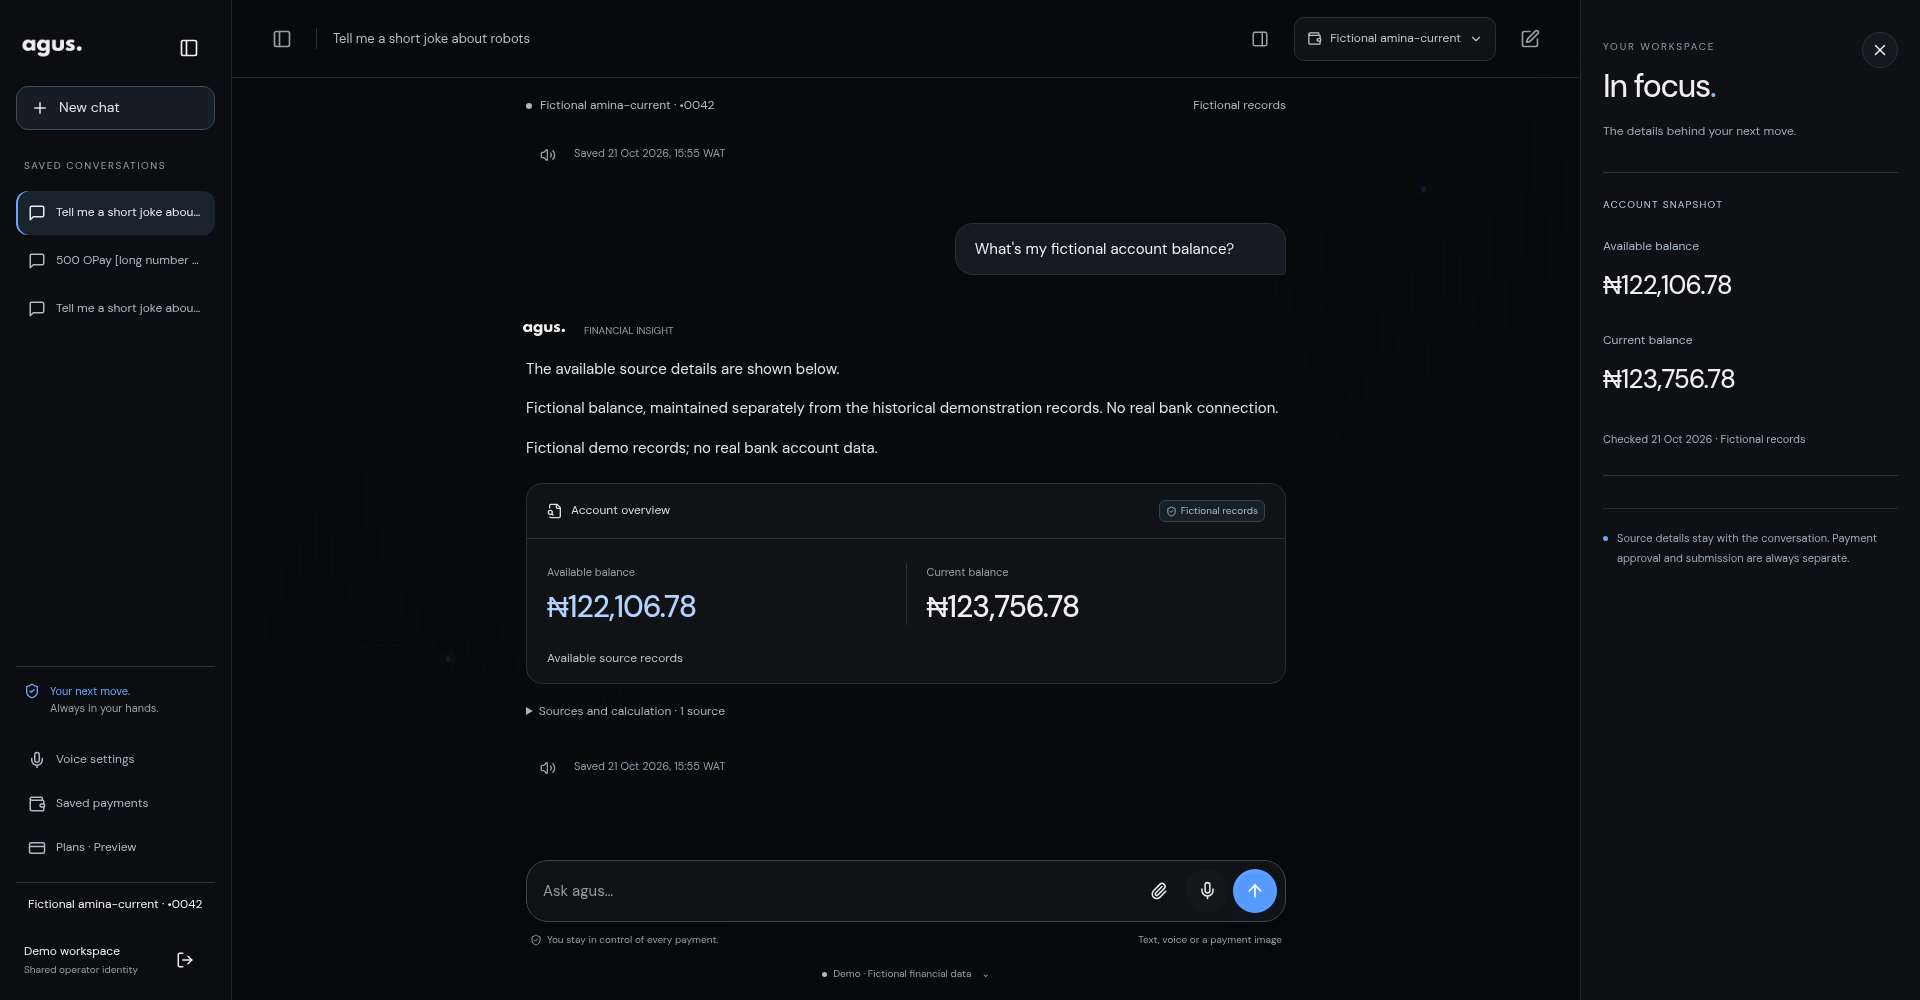 agus.
New chat
SAVED CONVERSATIONS
Tell me a short joke abou...
500 OPay [long number ...
Tell me a short joke abou...
Your next move.
Always in your hands.
Voice settings
Saved payments
Plans · Preview
Fictional amina-current · •0042
Demo workspace
Shared operator identity
Tell me a short joke about robots
Fictional amina-current
Fictional amina-current · •0042
Fictional records
Saved 21 Oct 2026, 15:55 WAT
What's my fictional account balance?
agus.
FINANCIAL INSIGHT
The available source details are shown below.
Fictional balance, maintained separately from the historical demonstration records. No real bank connection.
Fictional demo records; no real bank account data.
Account overview
Fictional records
Available balance
₦122,106.78
Current balance
₦123,756.78
Available source records
Sources and calculation · 1 source
Saved 21 Oct 2026, 15:55 WAT
Ask agus...
You stay in control of every payment.
Text, voice or a payment image
Demo · Fictional financial data
YOUR WORKSPACE
In focus.
The details behind your next move.
ACCOUNT SNAPSHOT
Available balance
₦122,106.78
Current balance
₦123,756.78
Checked 21 Oct 2026 · Fictional records
Source details stay with the conversation. Payment
approval and submission are always separate.